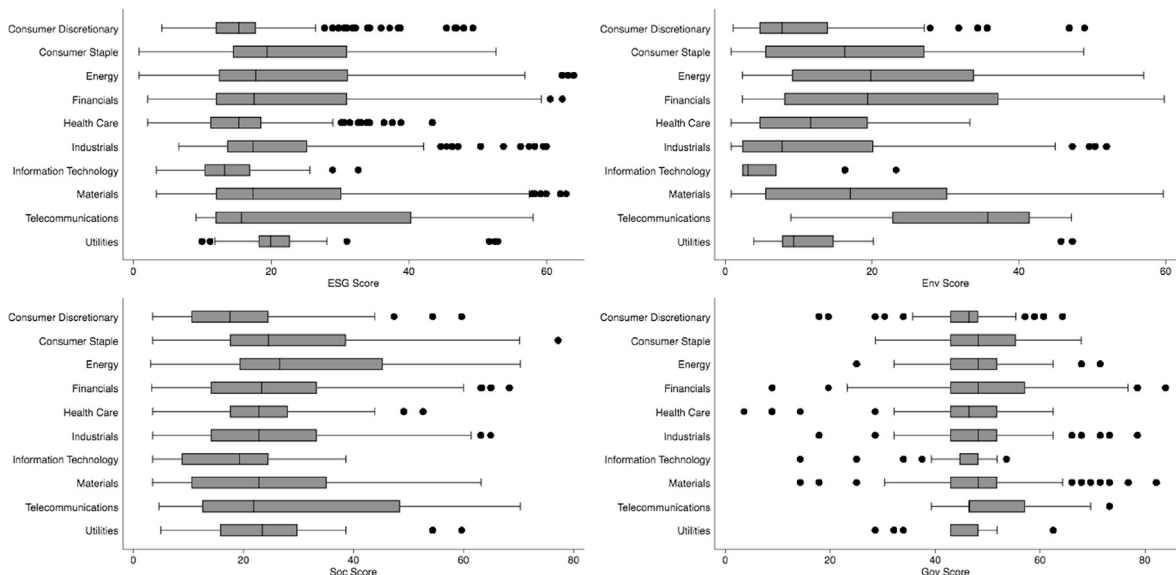 Consumer Discretionary
Consumer Staple
Energy
Financials
Health Care
Industrials
Information Technology
Materials
Telecommunications
Utilities
0 20 40 60
ESG Score
Consumer Discretionary
Consumer Staple
Energy
Financials
Health Care
Industrials
Information Technology
Materials
Telecommunications
Utilities
0 20 40 60
Env Score
Consumer Discretionary
Consumer Staple
Energy
Financials
Health Care
Industrials
Information Technology
Materials
Telecommunications
Utilities
0 20 40 60 80
Soc Score
Consumer Discretionary
Consumer Staple
Energy
Financials
Health Care
Industrials
Information Technology
Materials
Telecommunications
Utilities
0 20 40 60 80
Gov Score